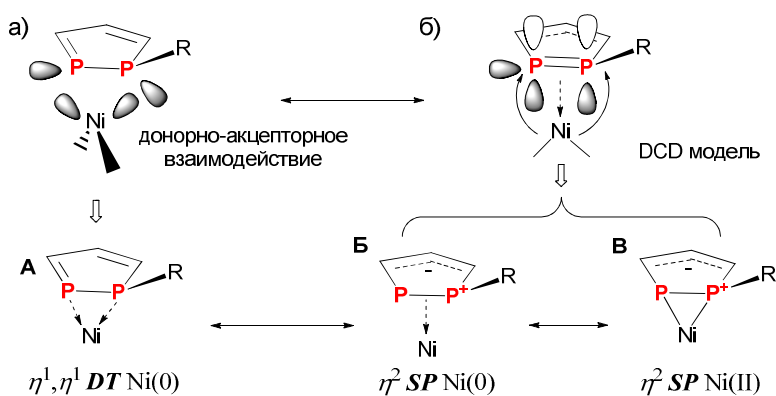 а)
R
P P
Ni
донорно-акцепторное
взаимодействие
б)
R
P P
Ni
DCD модель
А
R
P P
Ni
η¹,η¹ DT Ni(0)
Б
-
R
P P⁺
Ni
η² SP Ni(0)
В
-
R
P P⁺
Ni
η² SP Ni(II)